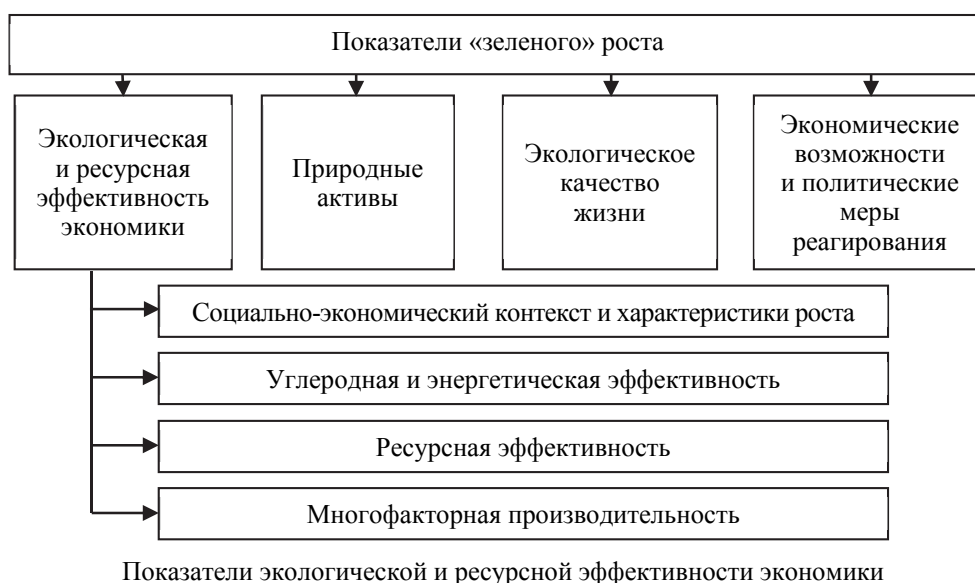 Показатели «зеленого» роста
Экологическая
и ресурсная
эффективность
экономики
Природные
активы
Экологическое
качество
жизни
Экономические
возможности
и политические
меры
реагирования
Социально-экономический контекст и характеристики роста
Углеродная и энергетическая эффективность
Ресурсная эффективность
Многофакторная производительность
Показатели экологической и ресурсной эффективности экономики